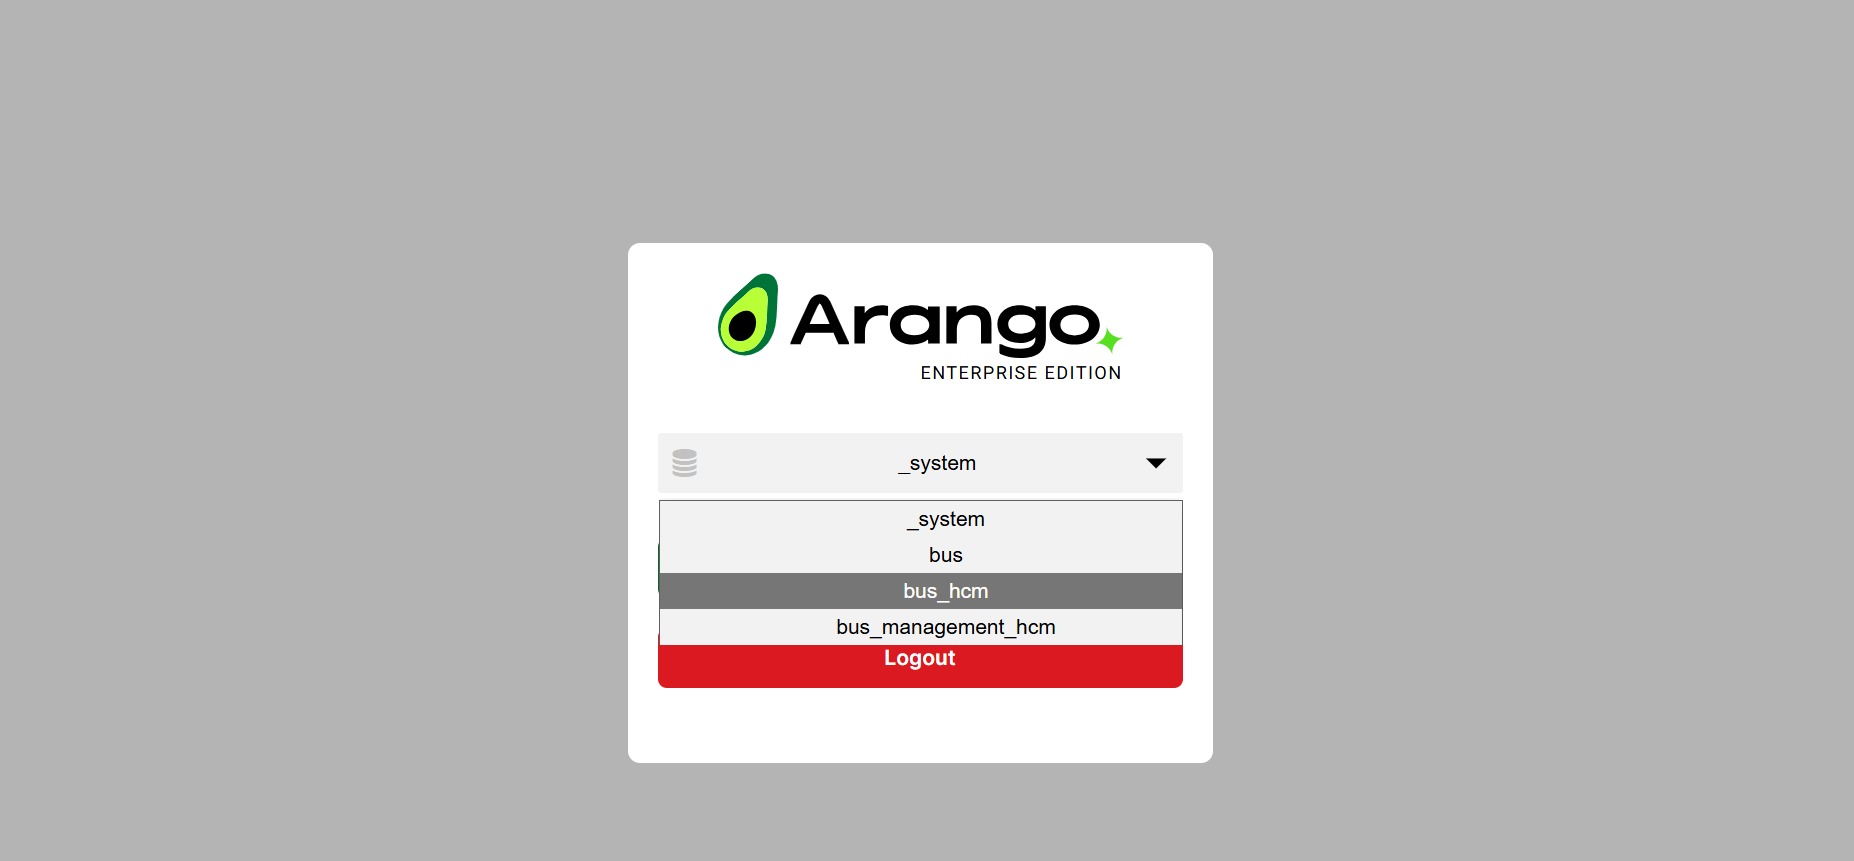 Arango
ENTERPRISE EDITION
_system
_system
bus
bus_hcm
bus_management_hcm
Logout